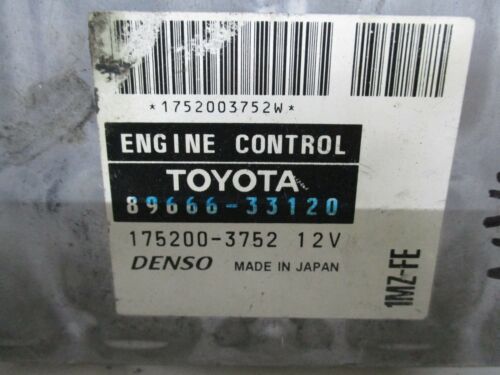 *1752003752W*
ENGINE CONTROL
TOYOTA
89666-33120
175200-3752 12V
DENSO MADE IN JAPAN
1MZ-FE